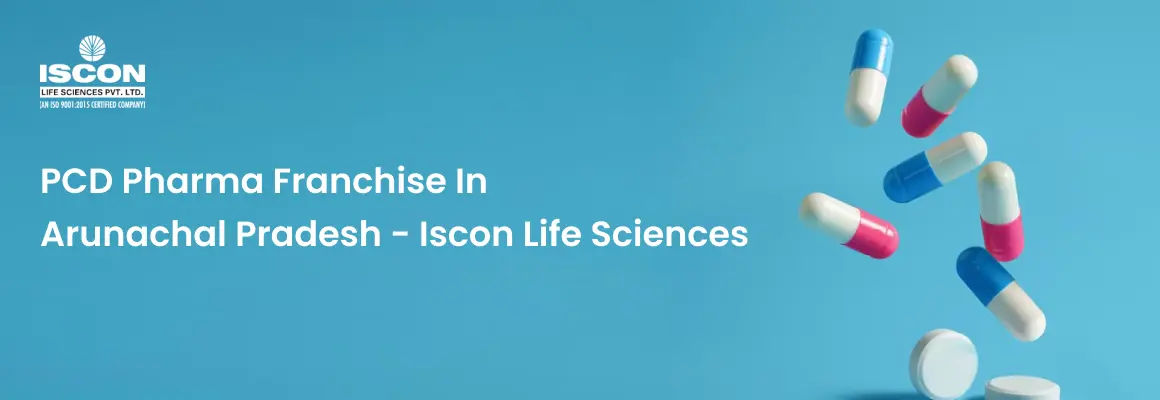 ISCON
LIFE SCIENCES PVT. LTD.
[AN ISO 9001:2015 CERTIFIED COMPANY]
PCD Pharma Franchise In
Arunachal Pradesh - Iscon Life Sciences